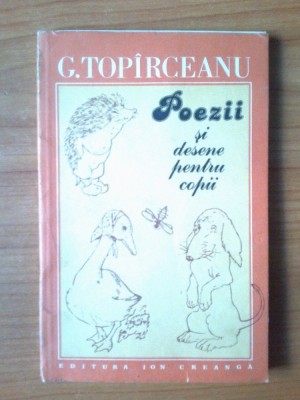 G.TOPÎRCEANU
Poezii
și
desene
pentru
copii
EDITURA ION CREANGĂ